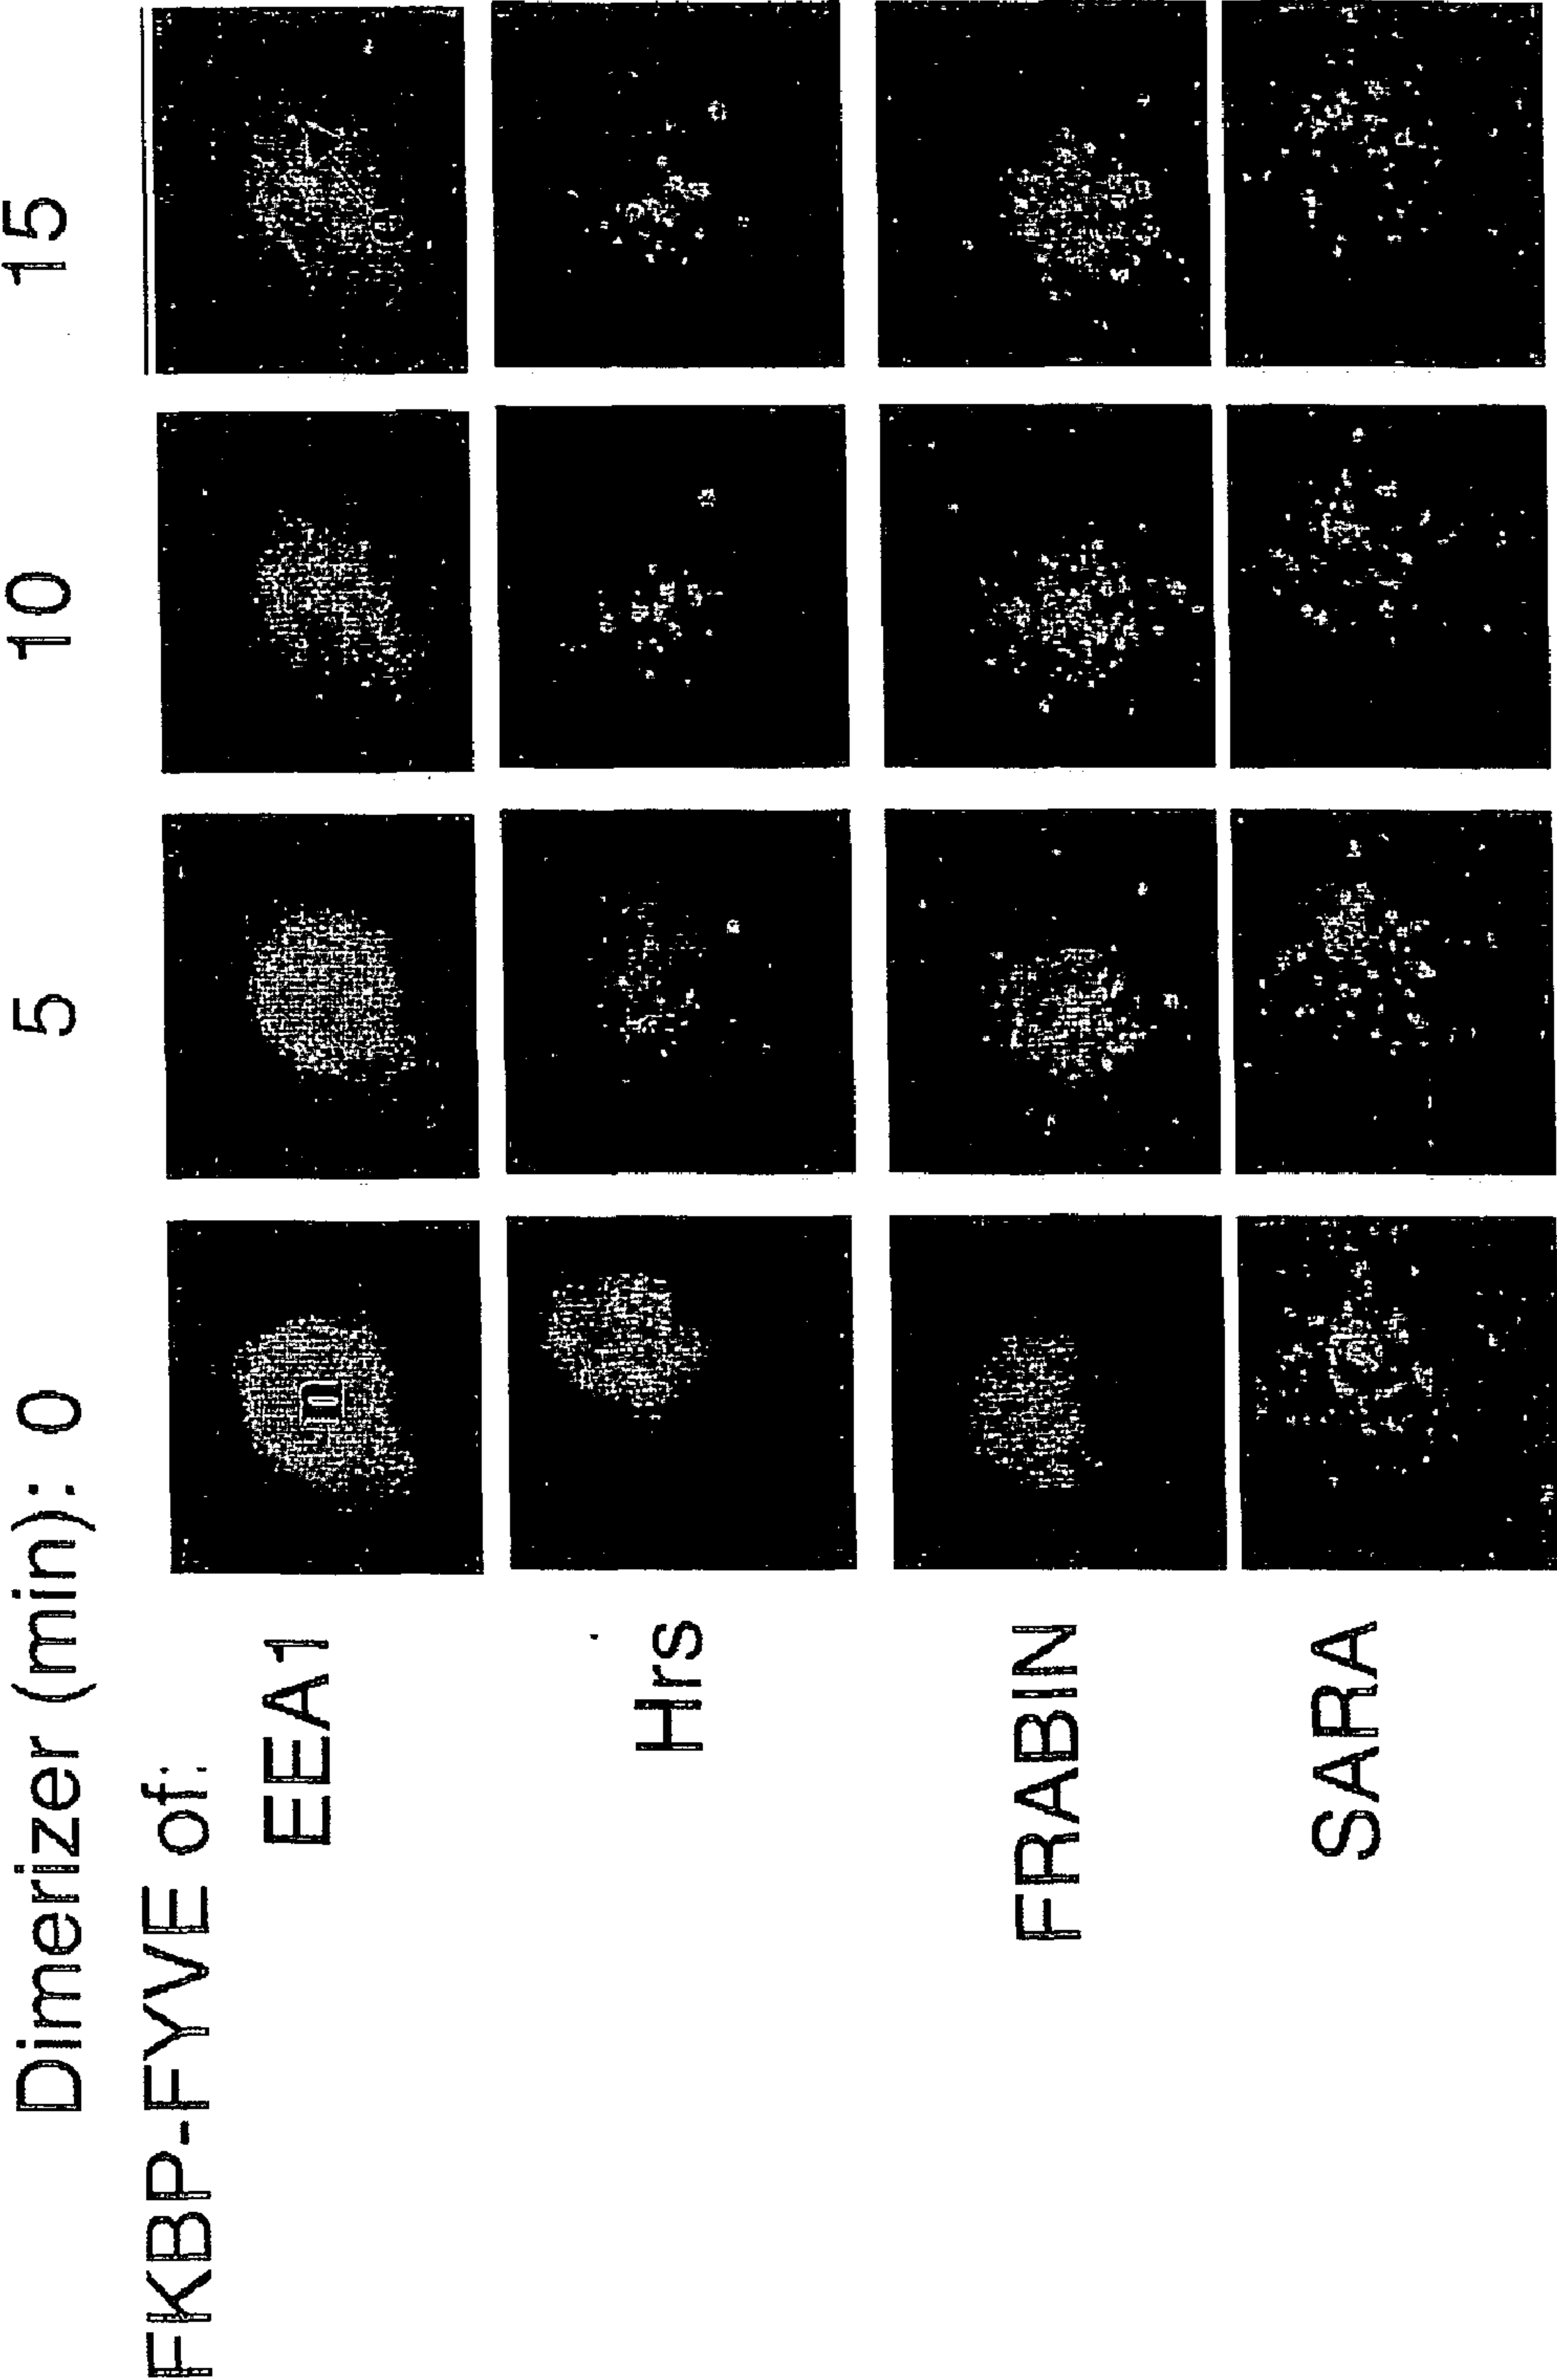 Dimerizer (min): 0 5 10 15
FKBP-FYVE of:
EEA1
Hrs
FRABIN
SARA